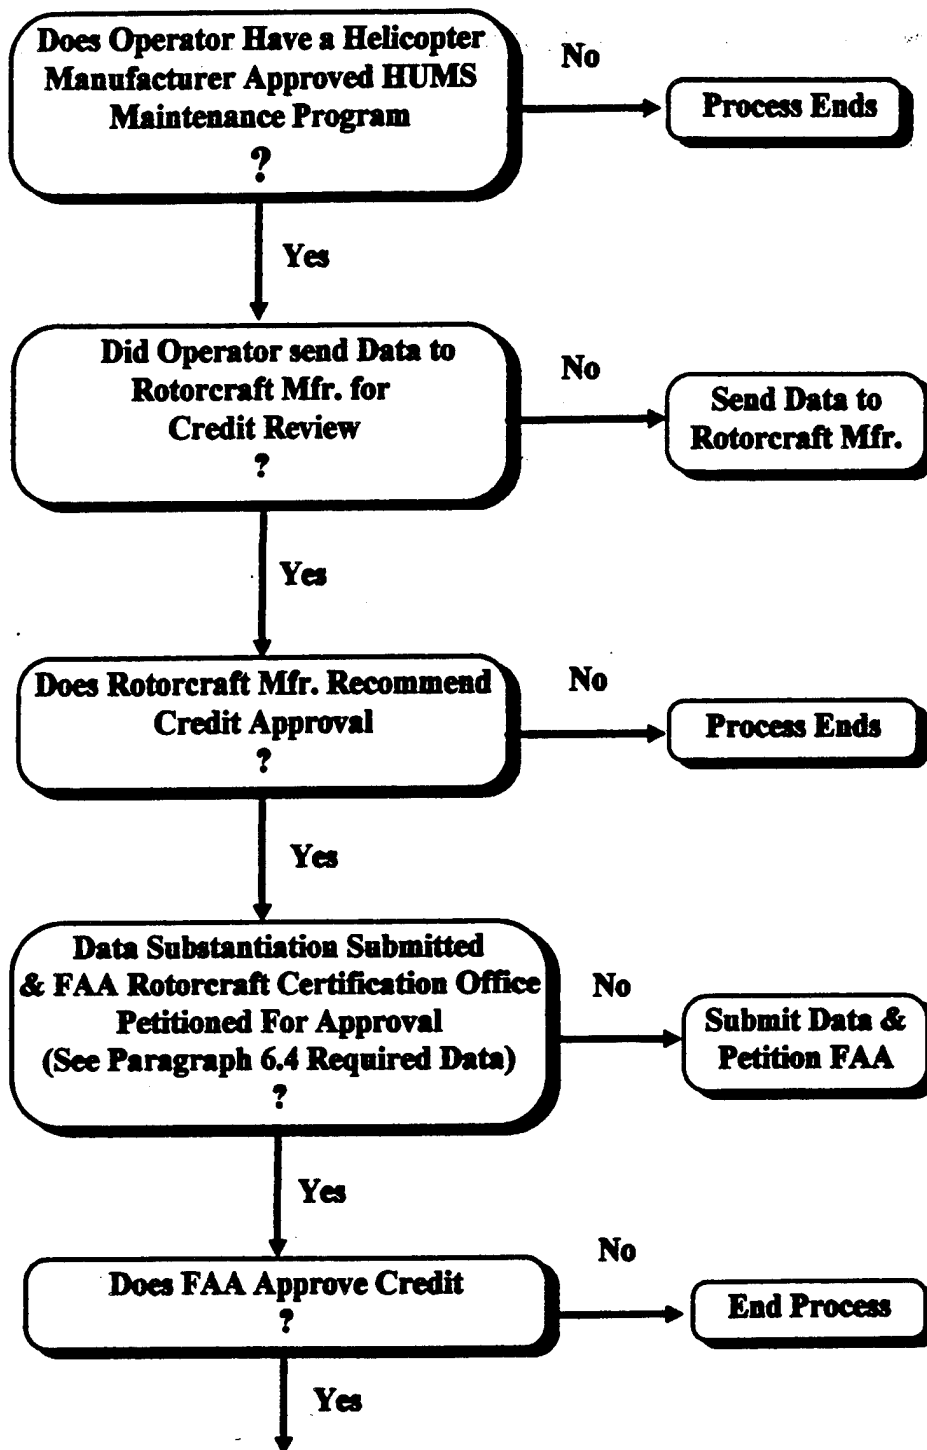 Does Operator Have a Helicopter
Manufacturer Approved HUMS
Maintenance Program
?
No
Process Ends
Yes
Did Operator send Data to
Rotorcraft Mfr. for
Credit Review
?
No
Send Data to
Rotorcraft Mfr.
Yes
Does Rotorcraft Mfr. Recommend
Credit Approval
?
No
Process Ends
Yes
Data Substantiation Submitted
& FAA Rotorcraft Certification Office
Petitioned For Approval
(See Paragraph 6.4 Required Data)
?
No
Submit Data &
Petition FAA
Yes
Does FAA Approve Credit
?
No
End Process
Yes